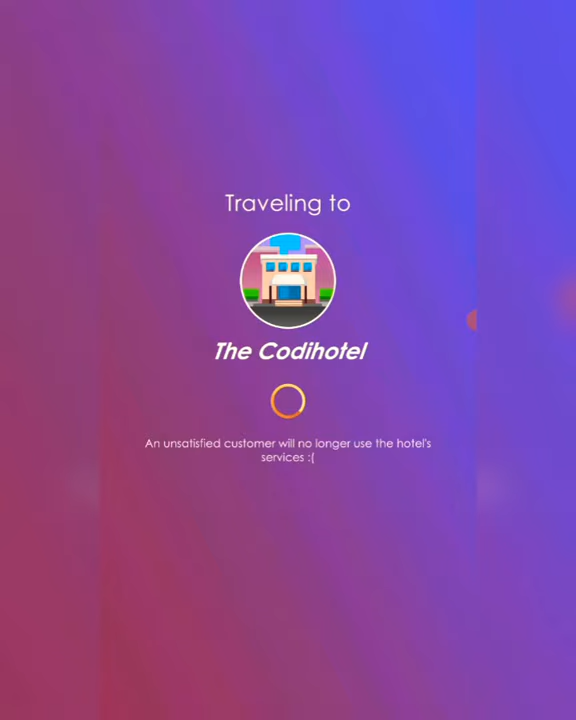 Traveling to
The Codihotel
An unsatisfied customer will no longer use the hotel's
services :(